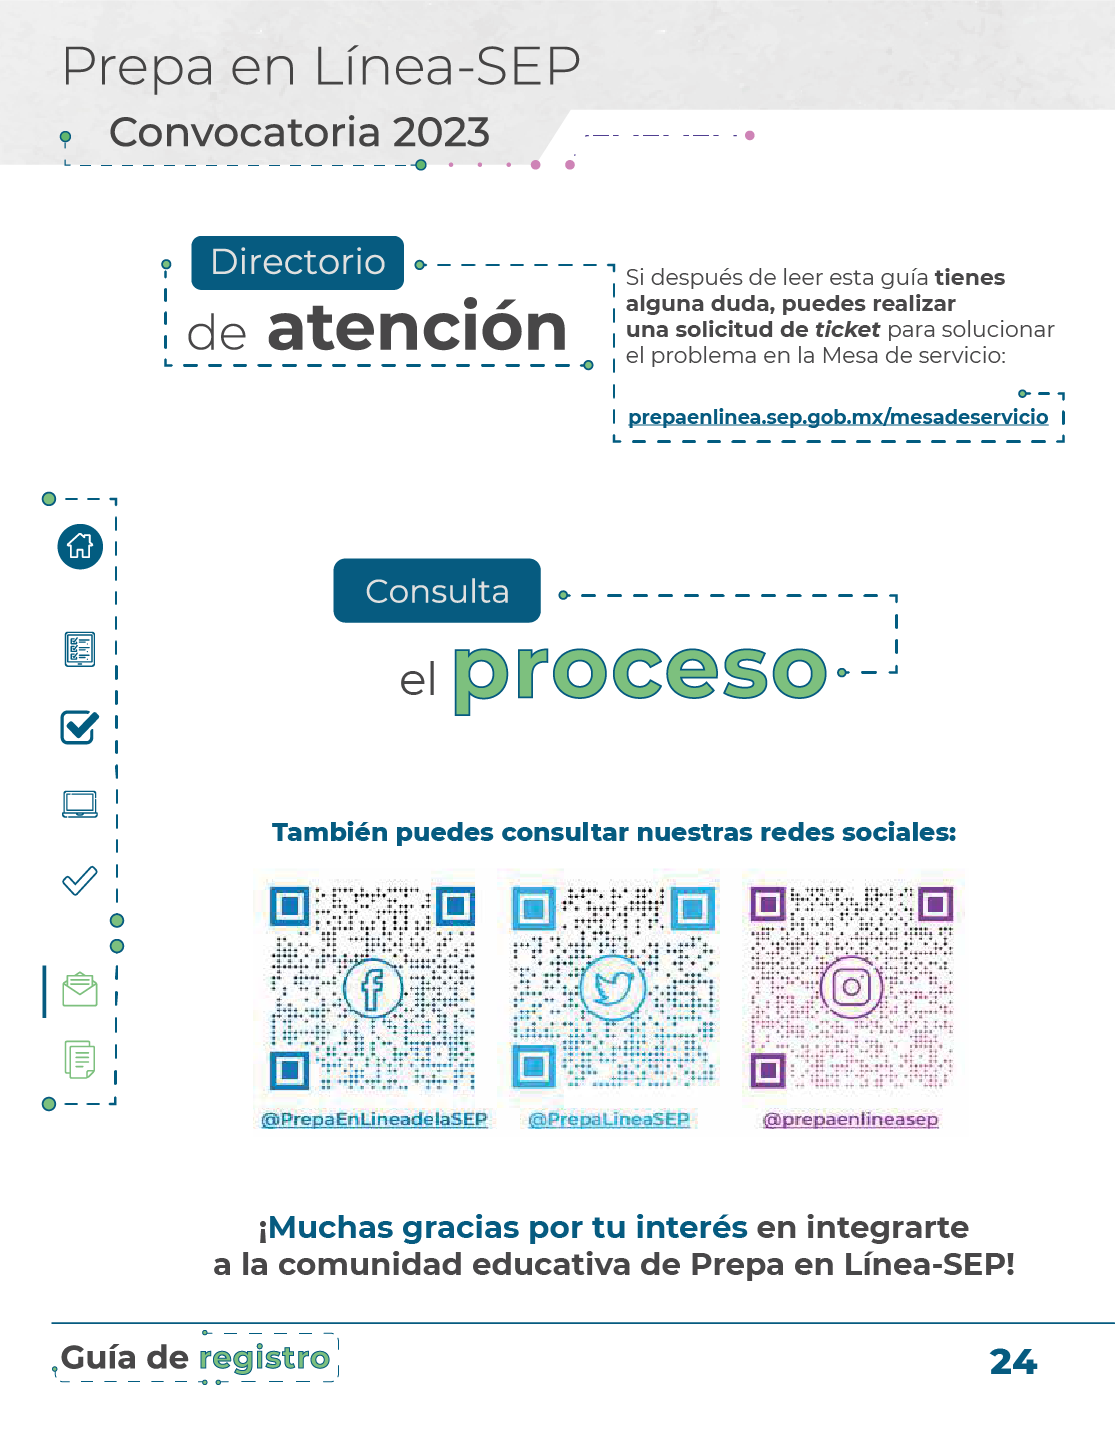 Prepa en Línea-SEP
Convocatoria 2023
Directorio
de atención
Si después de leer esta guía tienes
alguna duda, puedes realizar
una solicitud de ticket para solucionar
el problema en la Mesa de servicio:
prepaenlinea.sep.gob.mx/mesadeservicio
Consulta
el proceso
También puedes consultar nuestras redes sociales:
@PrepaEnLineadelaSEP @PrepaLineaSEP @prepaenlineasep
¡Muchas gracias por tu interés en integrarte
a la comunidad educativa de Prepa en Línea-SEP!
Guía de registro
24